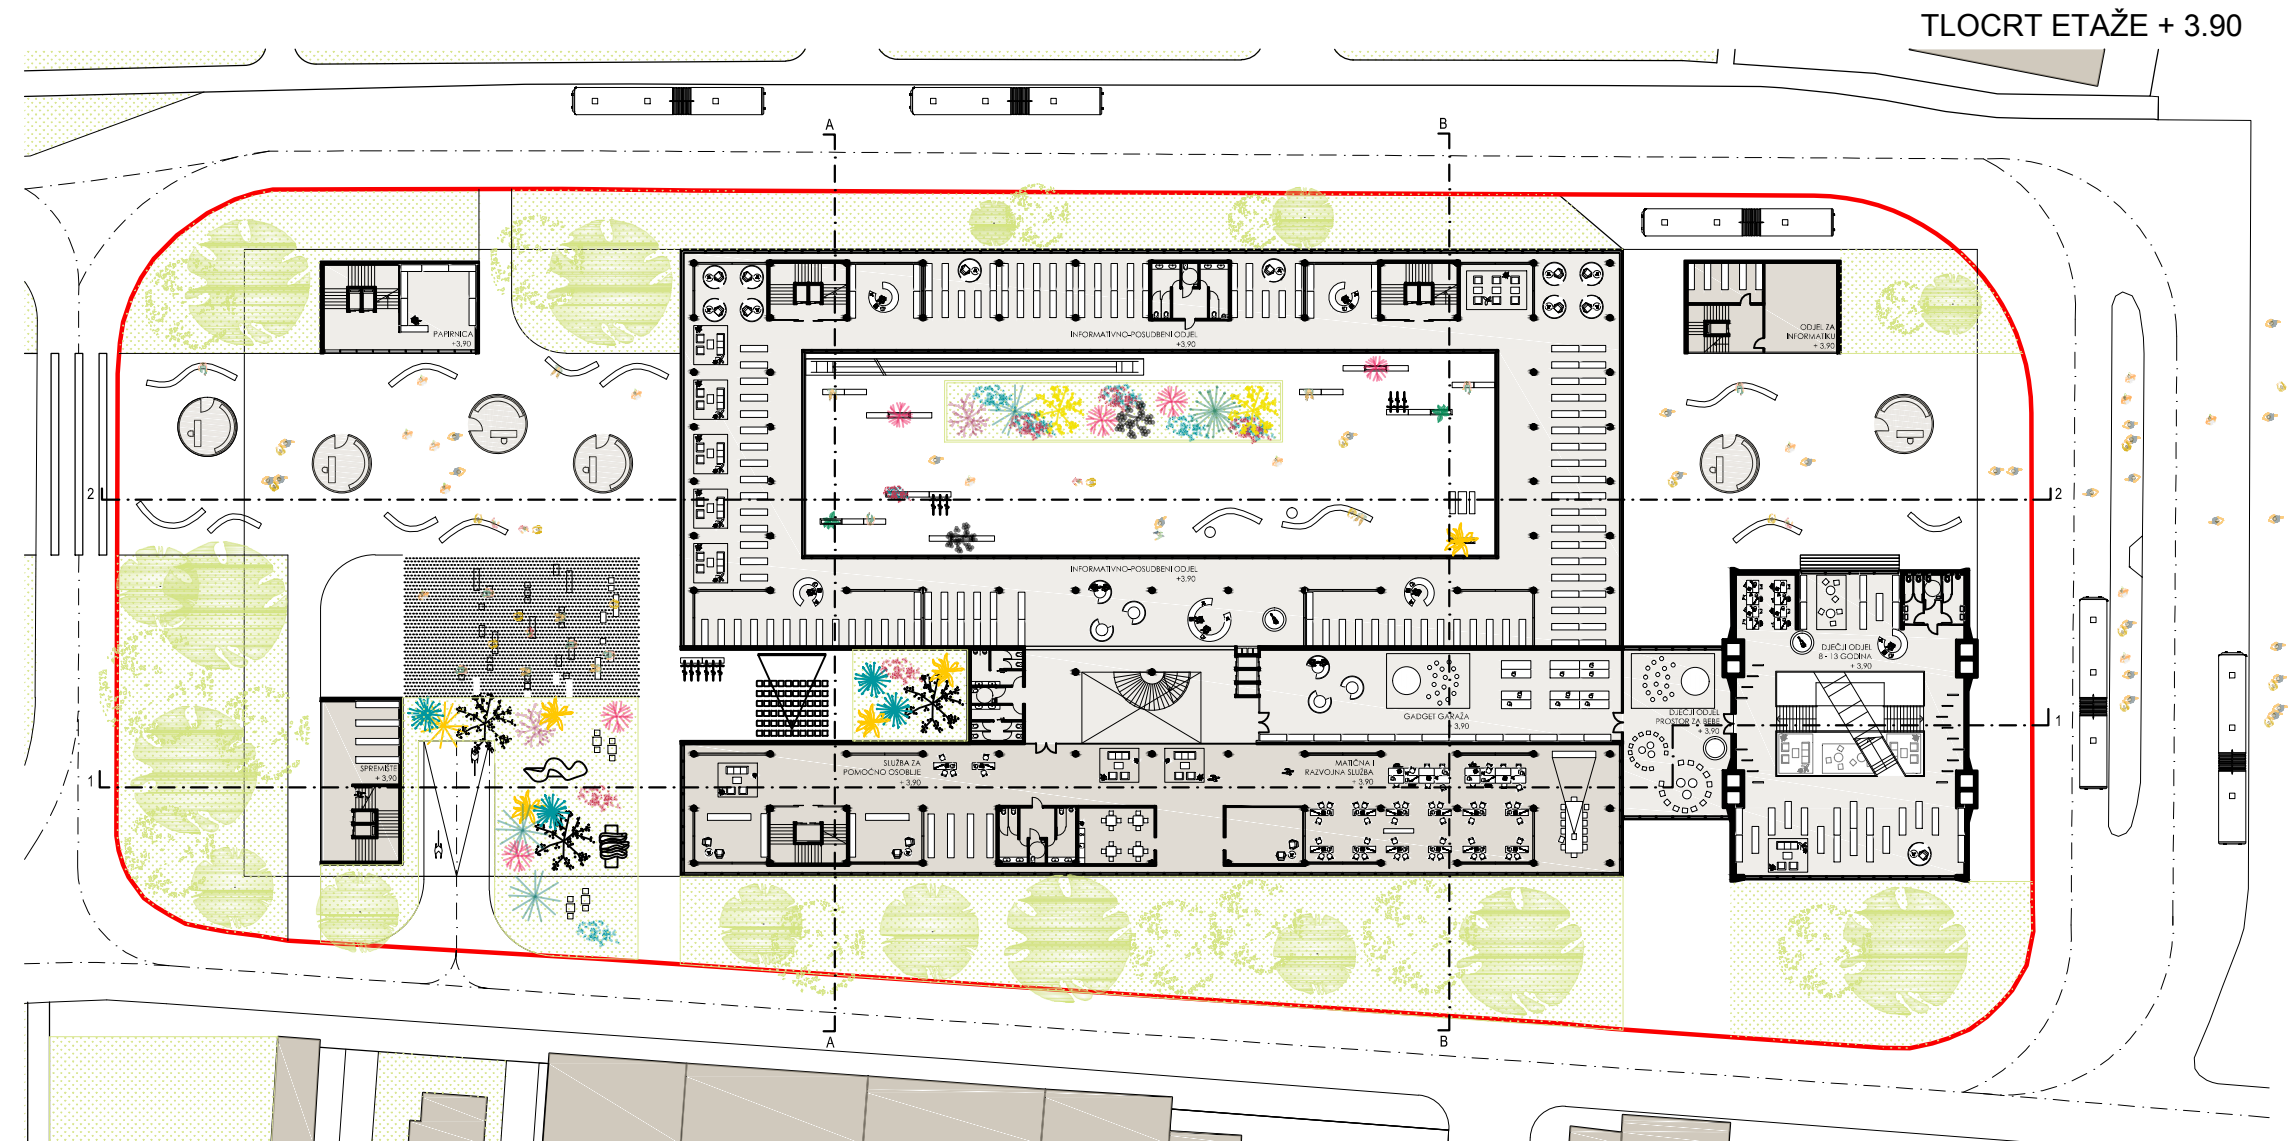 TLOCRT ETAŽE + 3.90
A
B
PAPIRNICA
+3,90
INFORMATIVNO-POSUDBENI ODJEL
+3.90
ODJEL ZA
INFORMATIKU
+ 3,90
2
2
INFORMATIVNO-POSUDBENI ODJEL
+3.90
DJEČJI ODJEL
8 - 13 GODINA
+ 3,90
GADGET GARAŽA
+ 3,90
DJEČJI ODJEL
PROSTOR ZA BEBE
+ 3,90
1
SPREMIŠTE
+ 3,90
SLUŽBA ZA
POMOĆNO OSOBLJE
+ 3,90
MATIČNA I
RAZVOJNA SLUŽBA
+ 3,90
1
A
B